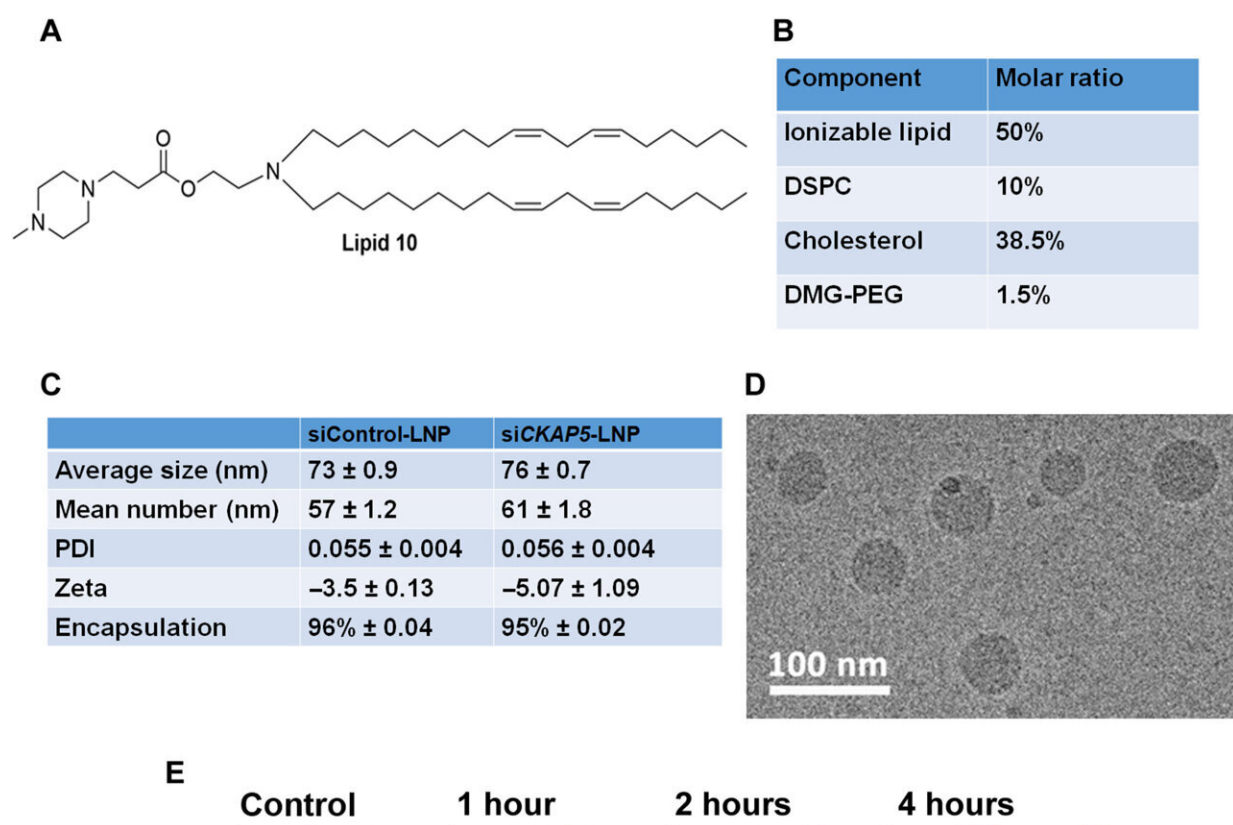 A
O
N
O
N
N
Lipid 10
B
Component Molar ratio
Ionizable lipid 50%
DSPC 10%
Cholesterol 38.5%
DMG-PEG 1.5%
C
siControl-LNP siCKAP5-LNP
Average size (nm) 73 ± 0.9 76 ± 0.7
Mean number (nm) 57 ± 1.2 61 ± 1.8
PDI 0.055 ± 0.004 0.056 ± 0.004
Zeta –3.5 ± 0.13 –5.07 ± 1.09
Encapsulation 96% ± 0.04 95% ± 0.02
D
100 nm
E
Control 1 hour 2 hours 4 hours